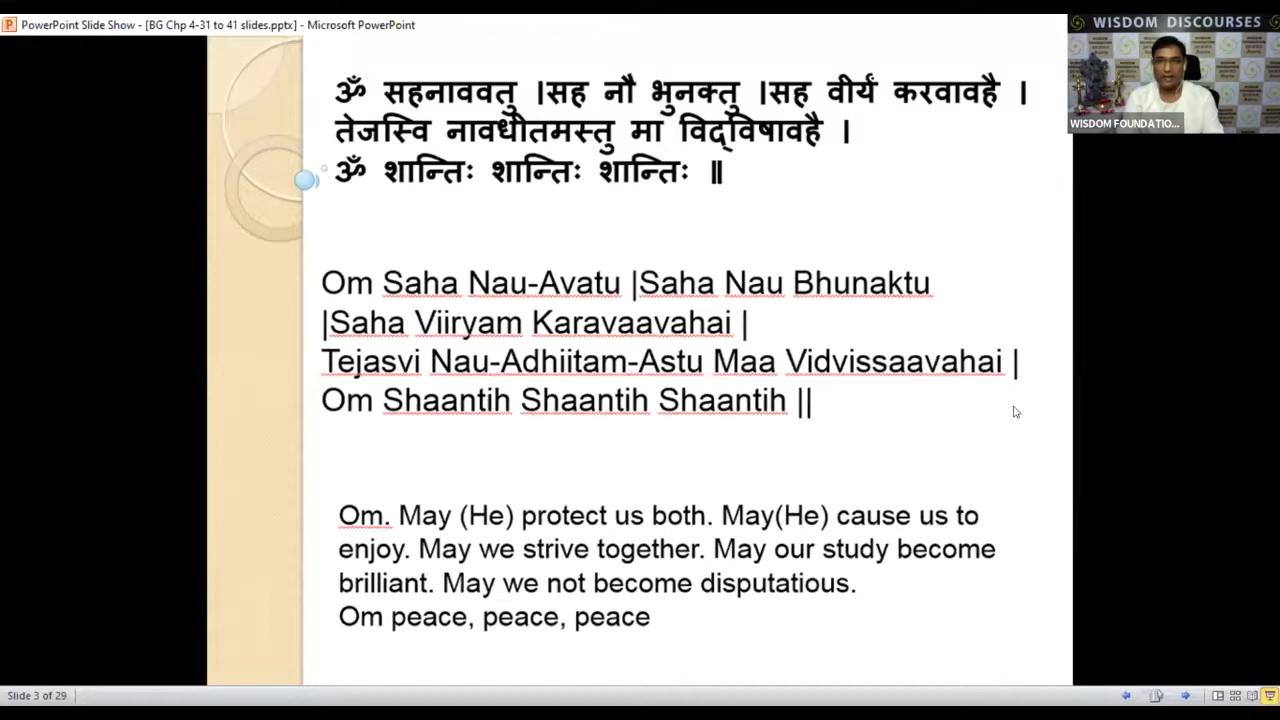 PowerPoint Slide Show - [BG Chp 4-31 to 41 slides.pptx] - Microsoft PowerPoint
WISDOM DISCOURSES
WISDOM FOUNDATIO...
ॐ सहनाववतु ।सह नौ भुनक्तु ।सह वीर्यं करवावहै ।
तेजस्वि नावधीतमस्तु मा विद्‌विषावहै ।
ॐ शान्तिः शान्तिः शान्तिः ॥
Om Saha Nau-Avatu |Saha Nau Bhunaktu
|Saha Viiryam Karavaavahai |
Tejasvi Nau-Adhiitam-Astu Maa Vidvissaavahai |
Om Shaantih Shaantih Shaantih ||
Om. May (He) protect us both. May(He) cause us to
enjoy. May we strive together. May our study become
brilliant. May we not become disputatious.
Om peace, peace, peace
Slide 3 of 29